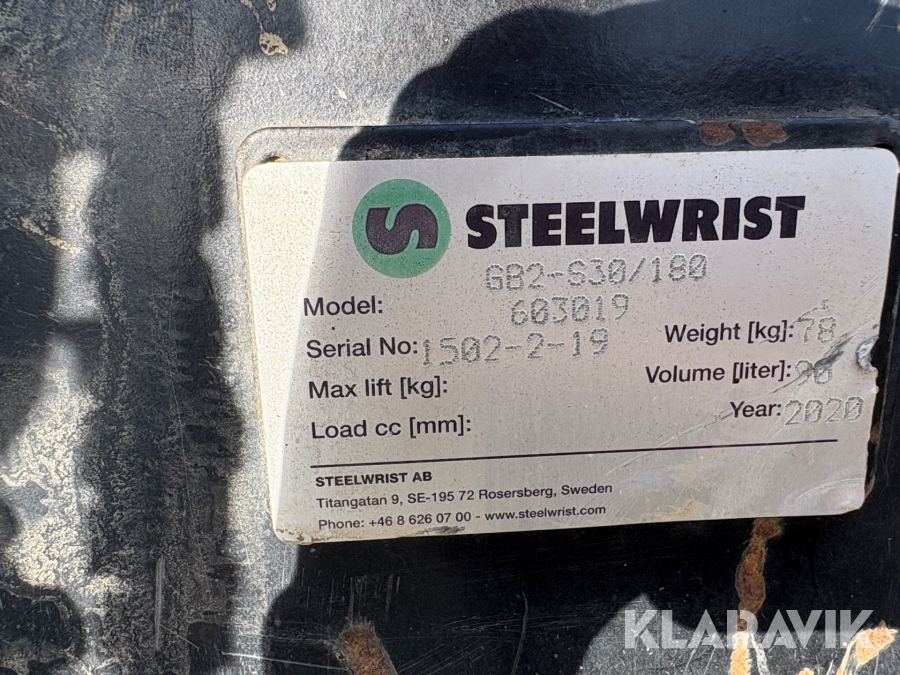 STEELWRIST
GB2-S30/180
Model: 603019
Serial No: 1502-2-19
Weight [kg]: 78
Max lift [kg]:
Volume [liter]: 90
Load cc [mm]:
Year: 2020
STEELWRIST AB
Titangatan 9, SE-195 72 Rosersberg, Sweden
Phone: +46 8 626 07 00 - www.steelwrist.com
KLARAVIK